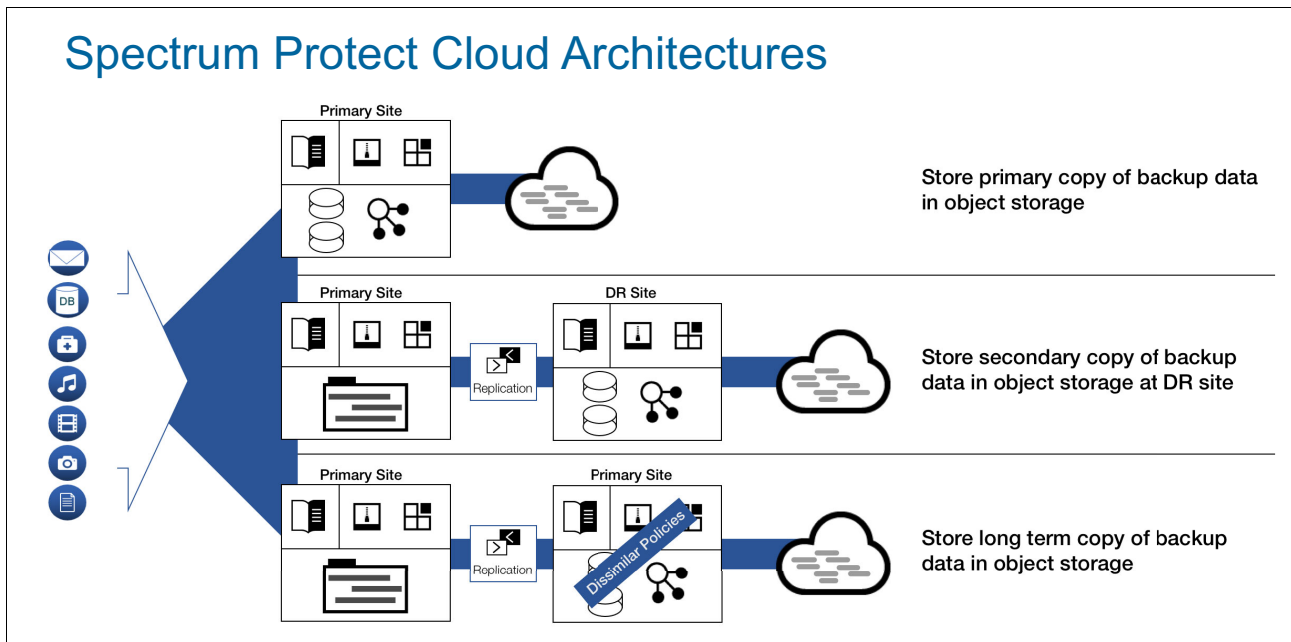 Spectrum Protect Cloud Architectures
Primary Site
Store primary copy of backup data
in object storage
DB
Primary Site
Replication
DR Site
Store secondary copy of backup
data in object storage at DR site
Primary Site
Replication
Primary Site
Dissimilar Policies
Store long term copy of backup
data in object storage